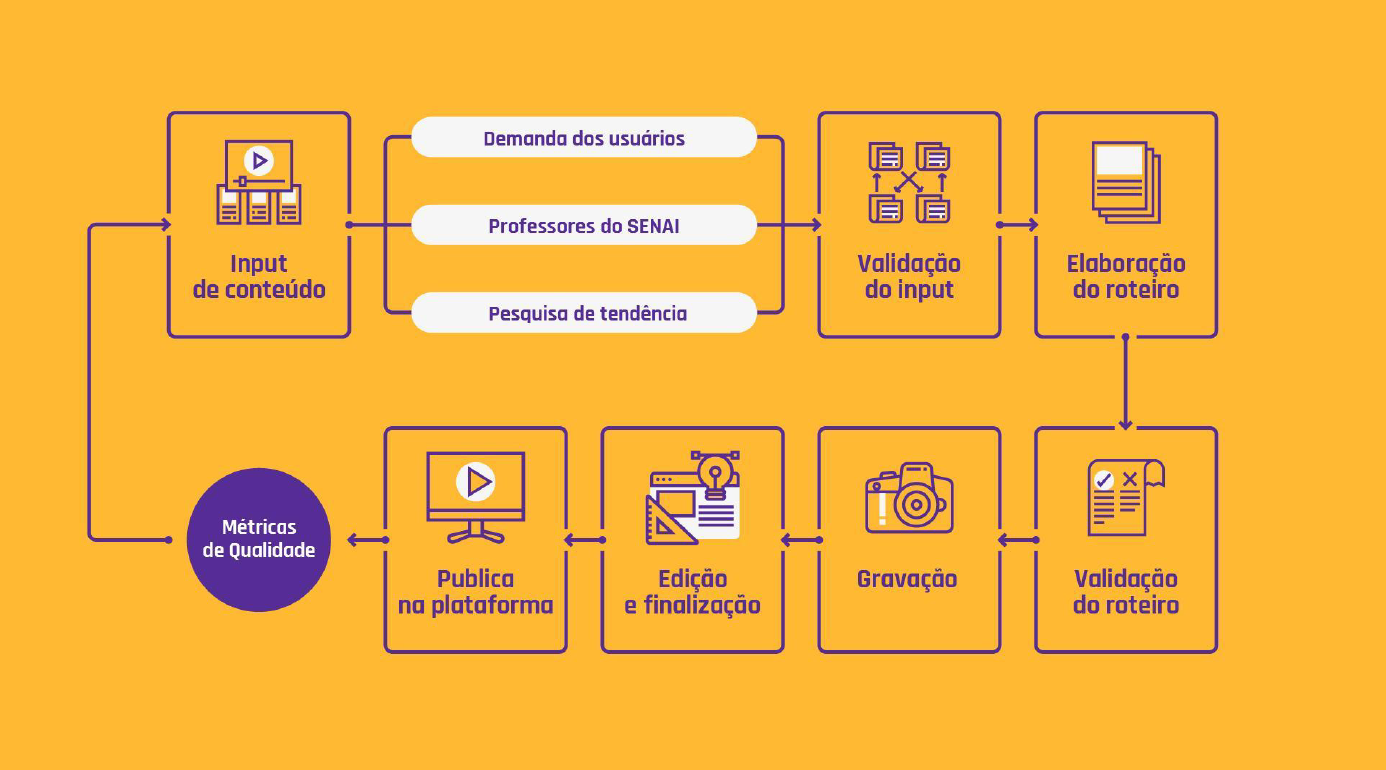 Input
de conteúdo
Demanda dos usuários
Professores do SENAI
Pesquisa de tendência
Validação
do input
Elaboração
do roteiro
Métricas
de Qualidade
Publica
na plataforma
Edição
e finalização
Gravação
Validação
do roteiro